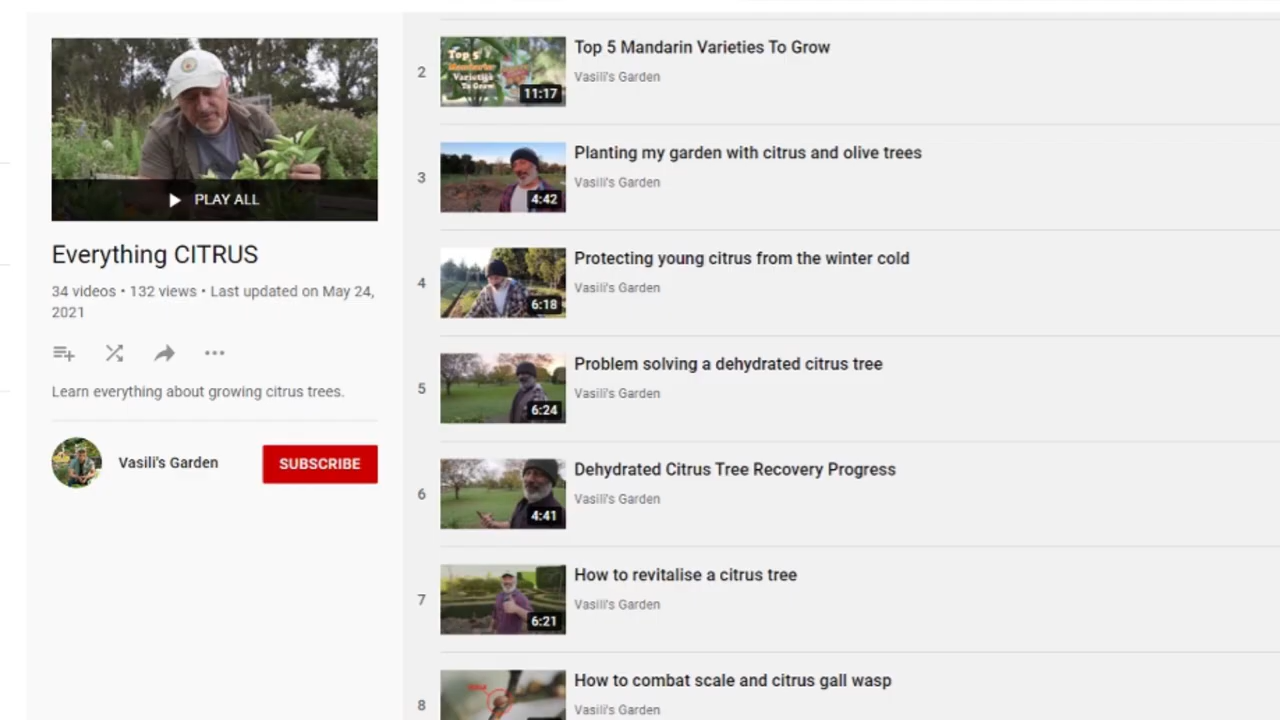 PLAY ALL
Everything CITRUS
34 videos • 132 views • Last updated on May 24,
2021
Learn everything about growing citrus trees.
Vasili's Garden
SUBSCRIBE
2
Top 5
Mandarin
Varieties
To Grow
11:17
Top 5 Mandarin Varieties To Grow
Vasili's Garden
3
4:42
Planting my garden with citrus and olive trees
Vasili's Garden
4
6:18
Protecting young citrus from the winter cold
Vasili's Garden
5
6:24
Problem solving a dehydrated citrus tree
Vasili's Garden
6
4:41
Dehydrated Citrus Tree Recovery Progress
Vasili's Garden
7
6:21
How to revitalise a citrus tree
Vasili's Garden
8
How to combat scale and citrus gall wasp
Vasili's Garden